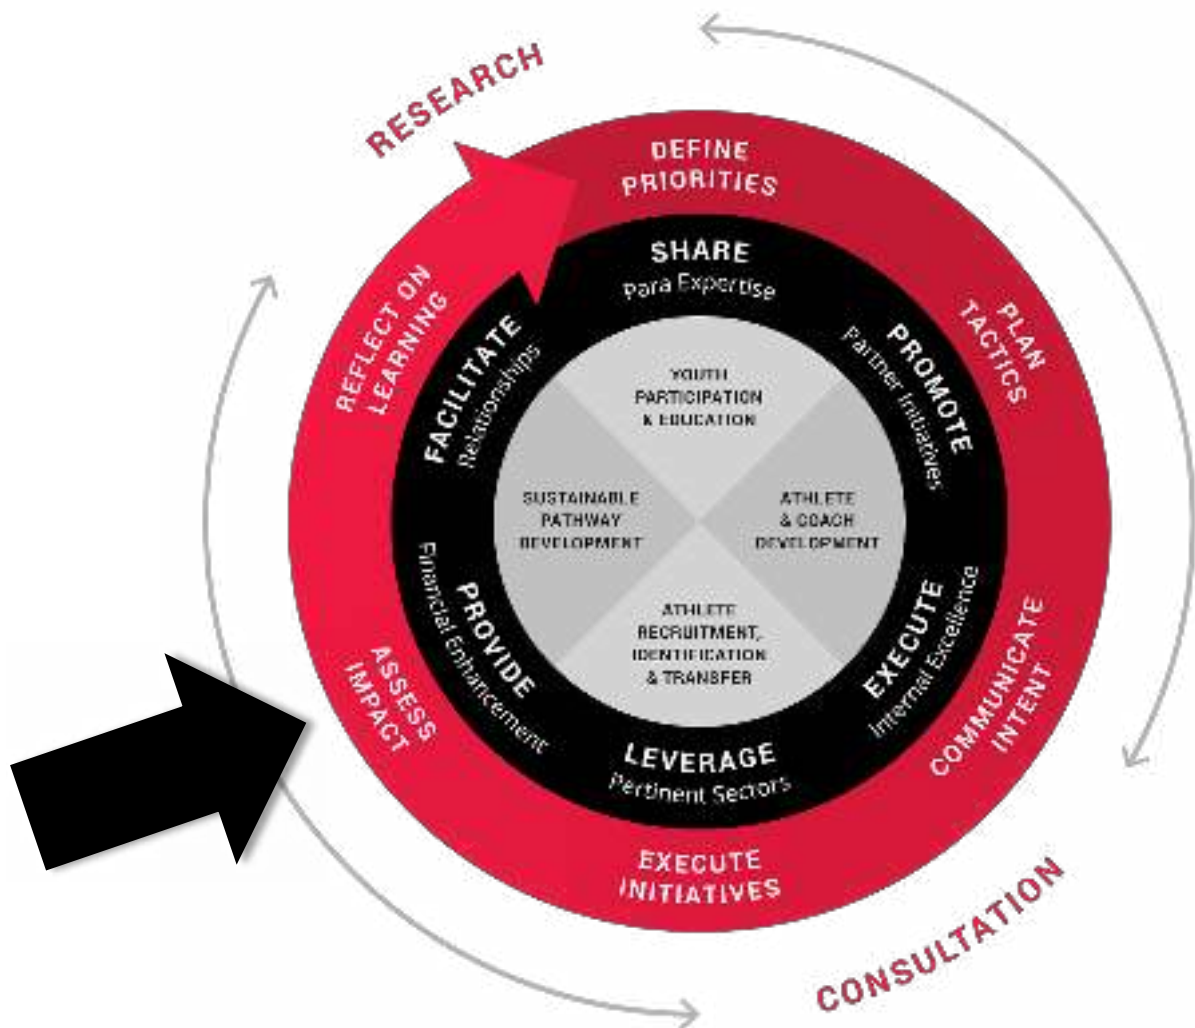 RESEARCH
DEFINE
PRIORITIES
PLAN
TACTICS
COMMUNICATE
INTENT
EXECUTE
INITIATIVES
ASSESS
IMPACT
REFLECT ON
LEARNING
CONSULTATION
SHARE
Para Expertise
PROMOTE
Partner Initiatives
EXECUTE
Internal Excellence
LEVERAGE
Pertinent Sectors
PROVIDE
Financial Enhancement
FACILITATE
Relationships
YOUTH
PARTICIPATION
& EDUCATION
ATHLETE
& COACH
DEVELOPMENT
ATHLETE
RECRUITMENT,
IDENTIFICATION
& TRANSFER
SUSTAINABLE
PATHWAY
DEVELOPMENT